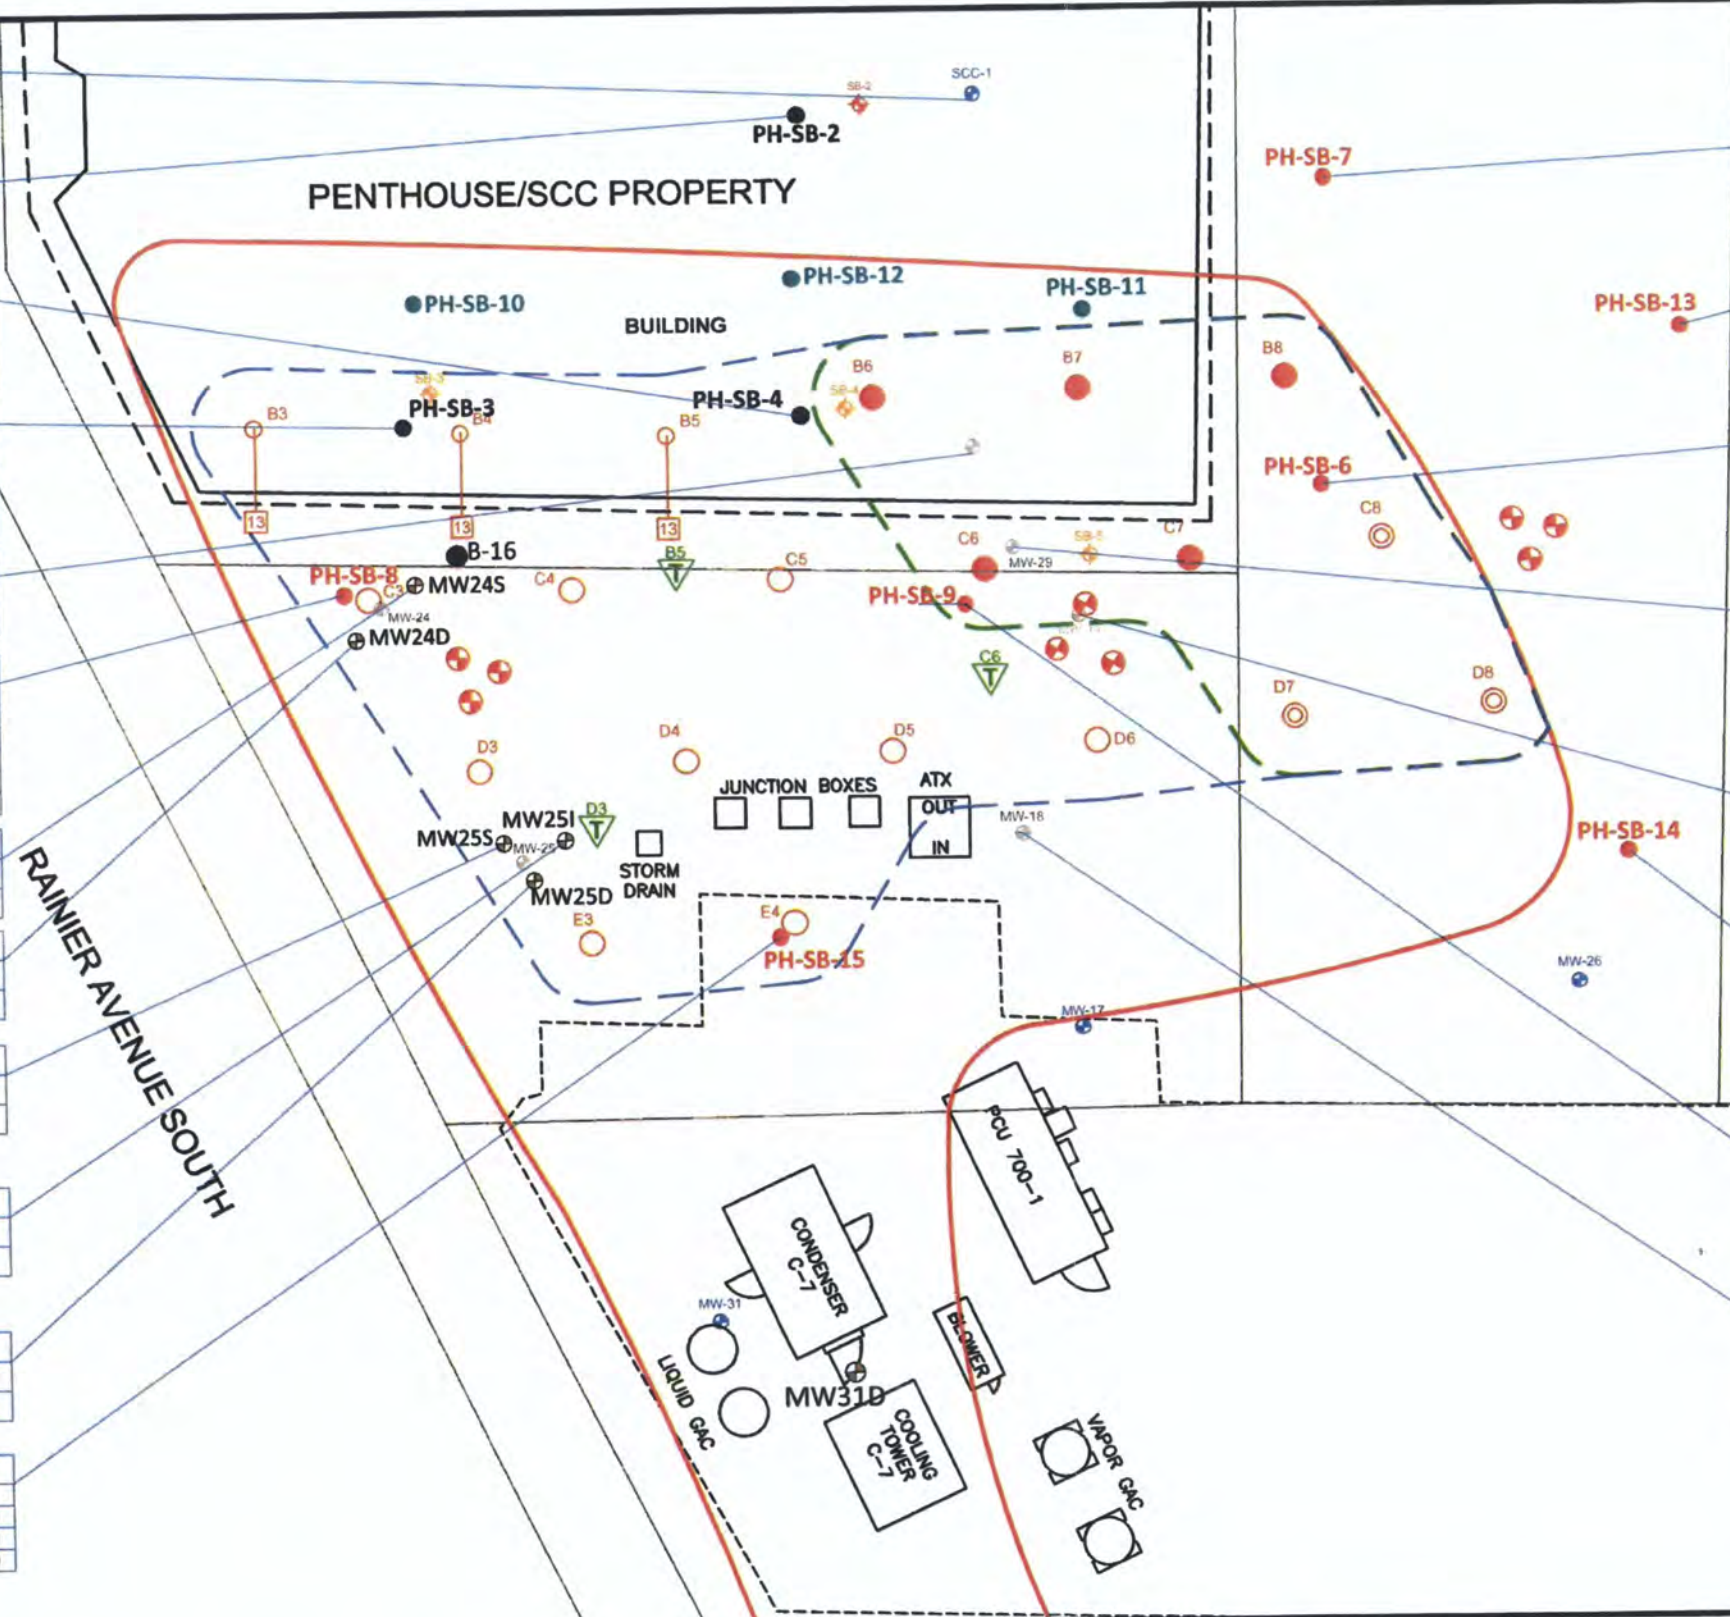 SCC-1
SB-2
PH-SB-2
PH-SB-7
PENTHOUSE/SCC PROPERTY
PH-SB-12
PH-SB-11
PH-SB-10
PH-SB-13
BUILDING
B6
B7
B8
SB-3
SB-4
PH-SB-3
PH-SB-4
B3
B4
B5
PH-SB-6
C8
13
13
13
B-16
B5
T
C5
C6
SB-5
C7
MW-29
PH-SB-8
C3
MW24S
C4
PH-SB-9
MW-24
MW24D
C6
T
D7
D8
D3
D4
D5
D6
JUNCTION BOXES
ATX
OUT
IN
MW-18
MW25I
D3
T
MW25S
MW-25
STORM
DRAIN
MW25D
PH-SB-14
E3
E4
PH-SB-15
MW-26
MW-17
RAINIER AVENUE SOUTH
PCU 700-1
CONDENSER
C-7
MW-31
BLOWER
LIQUID GAC
MW31D
COOLING
TOWER
C-7
VAPOR GAC